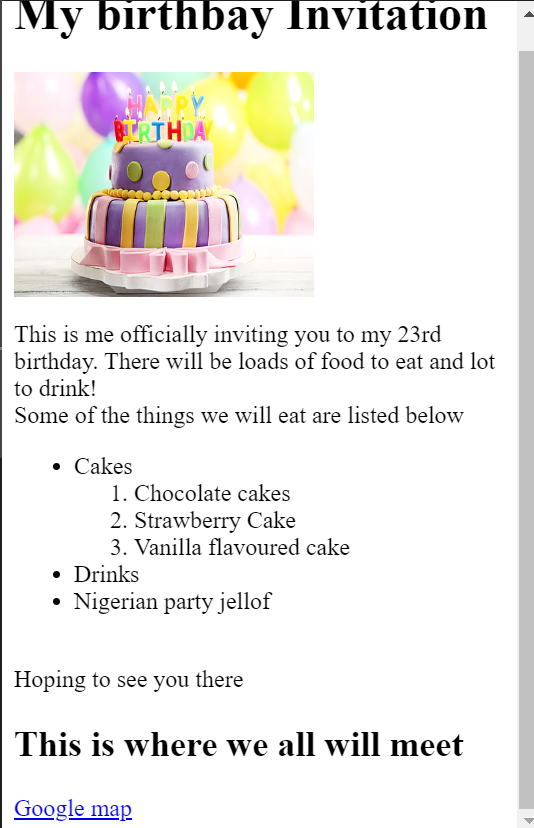 My birthbay Invitation
HAPPY
BIRTHDAY
This is me officially inviting you to my 23rd
birthday. There will be loads of food to eat and lot
to drink!
Some of the things we will eat are listed below
• Cakes
1. Chocolate cakes
2. Strawberry Cake
3. Vanilla flavoured cake
• Drinks
• Nigerian party jellof
Hoping to see you there
This is where we all will meet
Google map